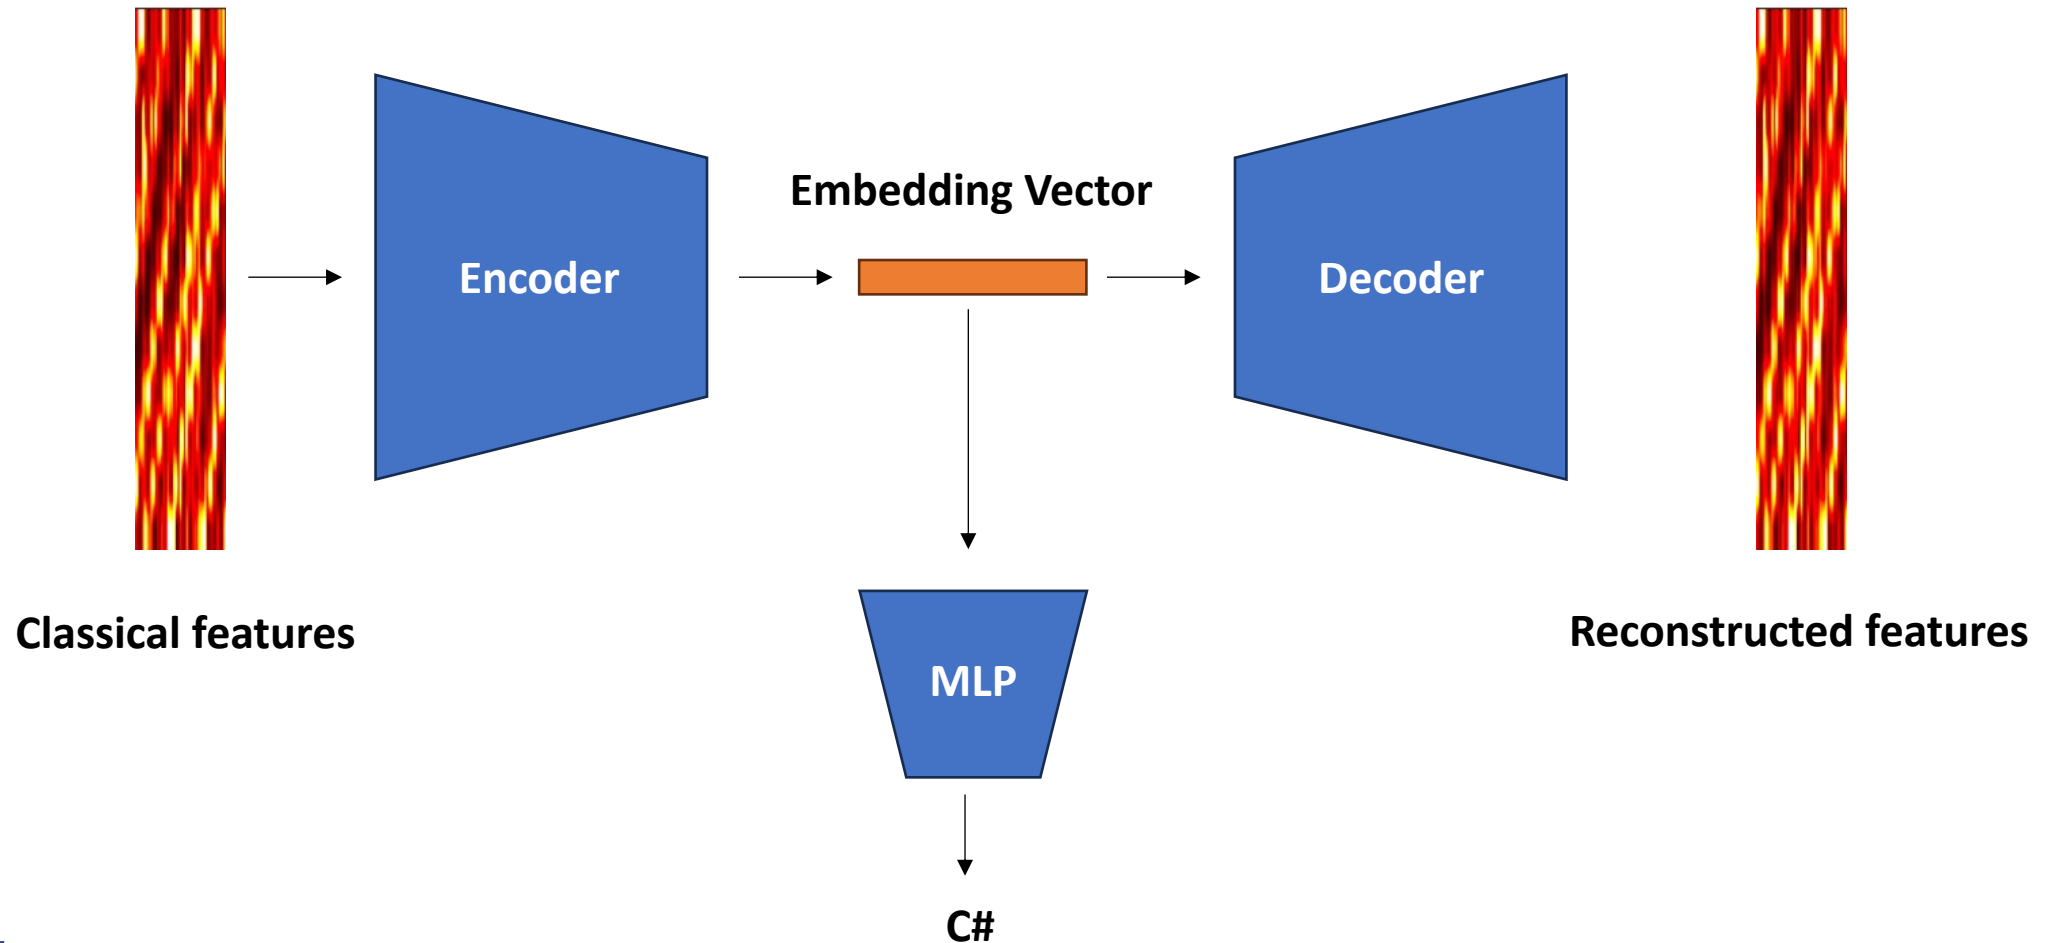 Embedding Vector
Encoder
Decoder
Classical features
Reconstructed features
MLP
C#